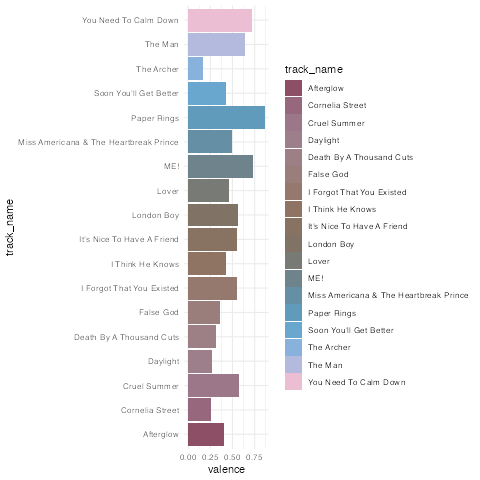 track_name
You Need To Calm Down
The Man
The Archer
Soon You'll Get Better
Paper Rings
Miss Americana & The Heartbreak Prince
ME!
Lover
London Boy
It's Nice To Have A Friend
I Think He Knows
I Forgot That You Existed
False God
Death By A Thousand Cuts
Daylight
Cruel Summer
Cornelia Street
Afterglow
0.00 0.25 0.50 0.75
valence
track_name
Afterglow
Cornelia Street
Cruel Summer
Daylight
Death By A Thousand Cuts
False God
I Forgot That You Existed
I Think He Knows
It's Nice To Have A Friend
London Boy
Lover
ME!
Miss Americana & The Heartbreak Prince
Paper Rings
Soon You'll Get Better
The Archer
The Man
You Need To Calm Down